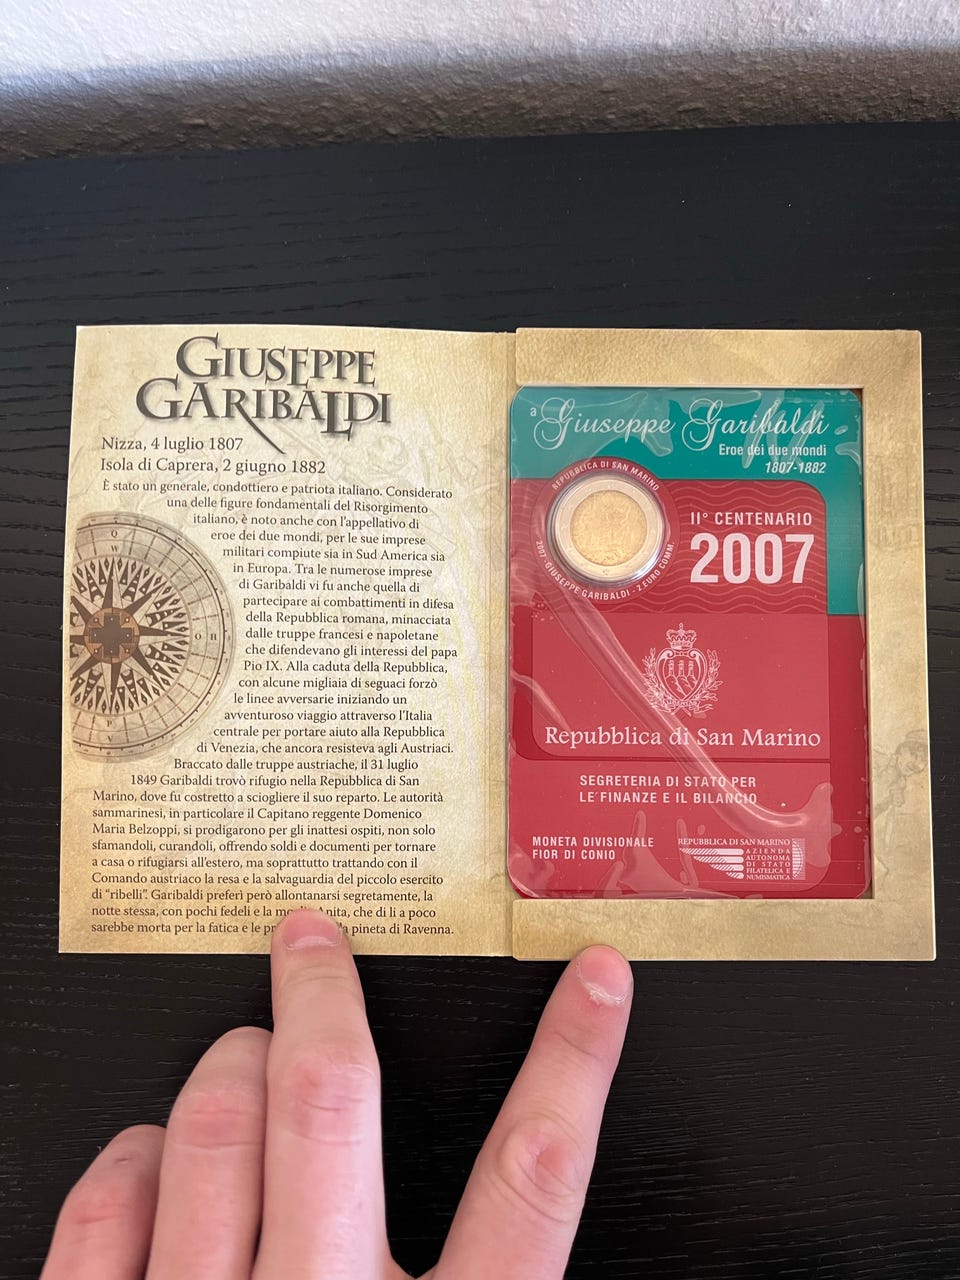 GIUSEPPE
GARIBALDI
Nizza, 4 luglio 1807
Isola di Caprera, 2 giugno 1882
È stato un generale, condottiero e patriota italiano. Considerato
una delle figure fondamentali del Risorgimento
italiano, è noto anche con l'appellativo di
eroe dei due mondi, per le sue imprese
militari compiute sia in Sud America sia
in Europa. Tra le numerose imprese
di Garibaldi vi fu anche quella di
partecipare ai combattimenti in difesa
della Repubblica romana, minacciata
dalle truppe francesi e napoletane
che difendevano gli interessi del papa
Pio IX. Alla caduta della Repubblica,
con alcune migliaia di seguaci forzò
le linee avversarie iniziando un
avventuroso viaggio attraverso l'Italia
centrale per portare aiuto alla Repubblica
di Venezia, che ancora resisteva agli Austriaci.
Braccato dalle truppe austriache, il 31 luglio
1849 Garibaldi trovò rifugio nella Repubblica di San
Marino, dove fu costretto a sciogliere il suo reparto. Le autorità
sammarinesi, in particolare il Capitano reggente Domenico
Maria Belzoppi, si prodigarono per gli inattesi ospiti, non solo
sfamandoli, curandoli, offrendo soldi e documenti per tornare
a casa o rifugiarsi all'estero, ma soprattutto trattando con il
Comando austriaco la resa e la salvaguardia del piccolo esercito
di “ribelli”. Garibaldi preferì però allontanarsi segretamente, la
notte stessa, con pochi fedeli e la Anita, che di lì a poco
sarebbe morta per la fatica e le pineta di Ravenna.
a Giuseppe Garibaldi
Eroe dei due mondi
1807-1882
REPUBBLICA DI SAN MARINO
2007 - GIUSEPPE GARIBALDI - 2 EURO COMM.
II° CENTENARIO
2007
Repubblica di San Marino
SEGRETERIA DI STATO PER
LE FINANZE E IL BILANCIO
MONETA DIVISIONALE
FIOR DI CONIO
REPUBBLICA DI SAN MARINO
AZIENDA
AUTONOMA
DI STATO
FILATELICA E
NUMISMATICA